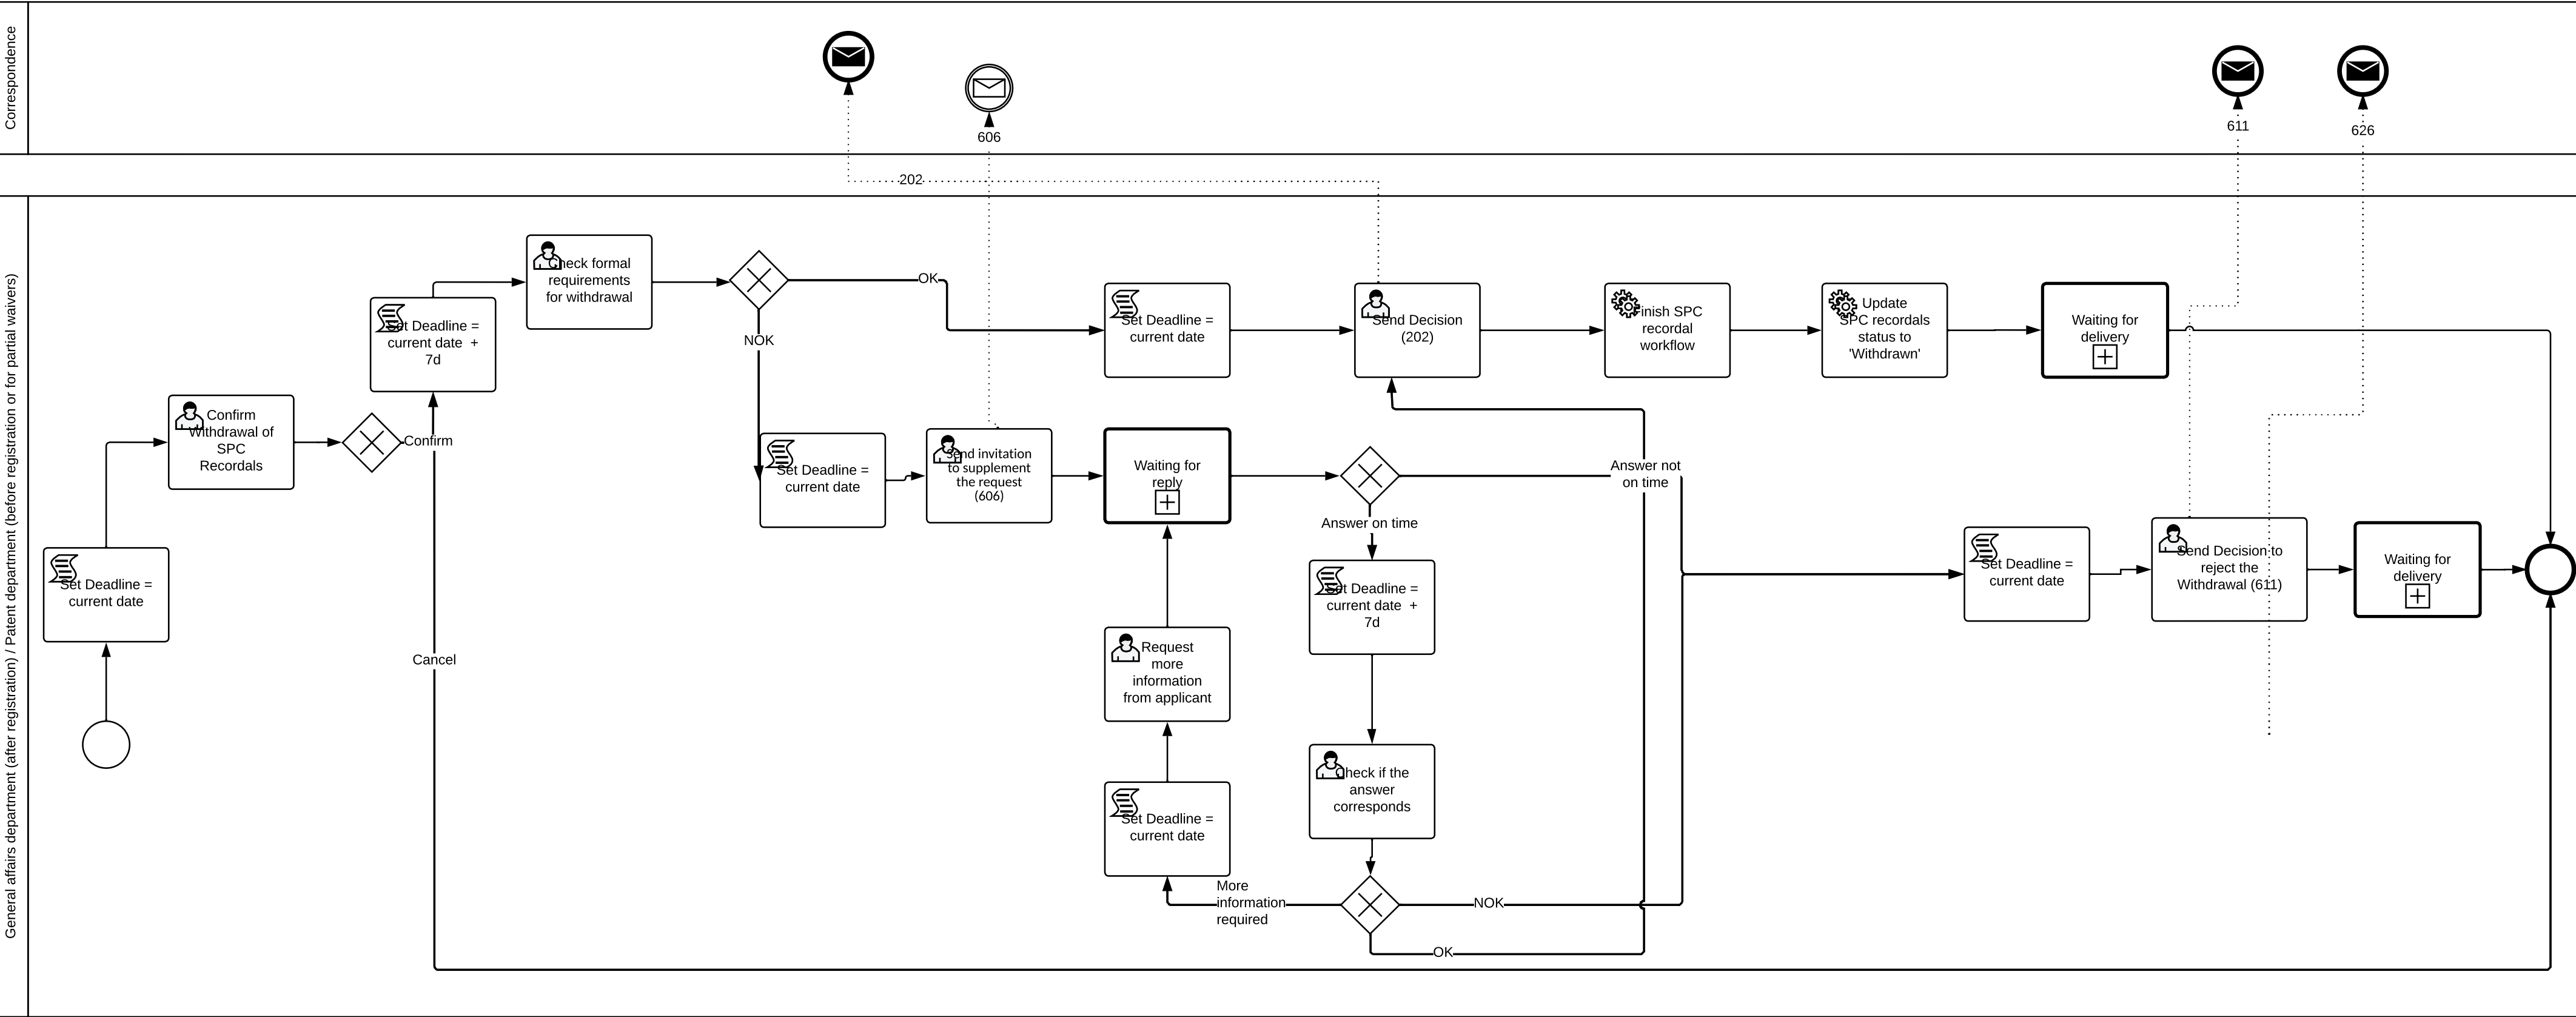 Correspondence
606
611
626
202
General affairs department (after registration) / Patent department (before registration or for partial waivers)
Check formal
requirements
for withdrawal
OK
NOK
Set Deadline =
current date +
7d
Confirm
Withdrawal of
SPC
Recordals
Confirm
Cancel
Set Deadline =
current date
Set Deadline =
current date
Send Decision
(202)
Finish SPC
recordal
workflow
Update
SPC recordals
status to
'Withdrawn'
Waiting for
delivery
Set Deadline =
current date
Send invitation
to supplement
the request
(606)
Waiting for
reply
Answer not
on time
Answer on time
Set Deadline =
current date +
7d
Request
more
information
from applicant
Check if the
answer
corresponds
Set Deadline =
current date
More
information
required
NOK
OK
Set Deadline =
current date
Send Decision to
reject the
Withdrawal (611)
Waiting for
delivery